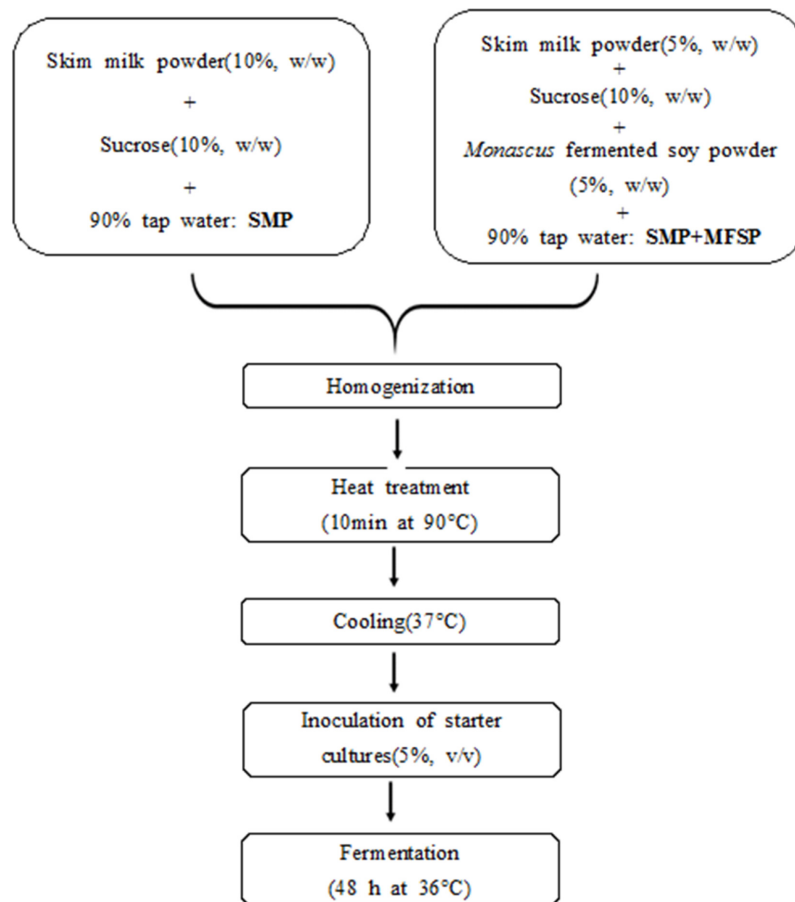 Skim milk powder(10%, w/w)
+
Sucrose(10%, w/w)
+
90% tap water: SMP
Skim milk powder(5%, w/w)
+
Sucrose(10%, w/w)
+
Monascus fermented soy powder
(5%, w/w)
+
90% tap water: SMP+MFSP
Homogenization
Heat treatment
(10min at 90°C)
Cooling(37°C)
Inoculation of starter
cultures(5%, v/v)
Fermentation
(48 h at 36°C)